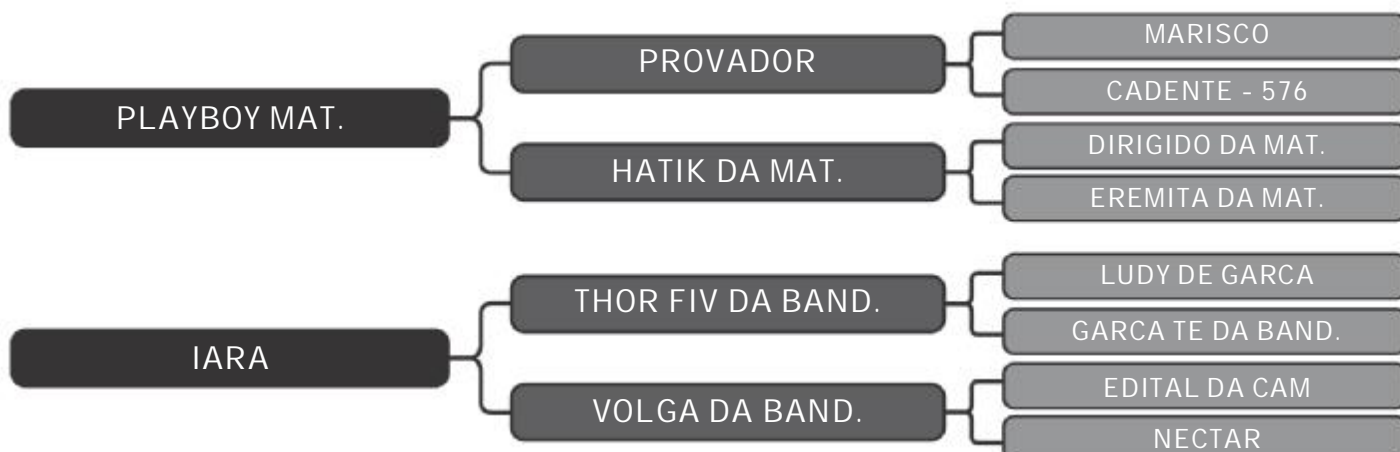 PLAYBOY MAT.
PROVADOR
MARISCO
CADENTE - 576
HATIK DA MAT.
DIRIGIDO DA MAT.
EREMITA DA MAT.
IARA
THOR FIV DA BAND.
LUDY DE GARCA
GARCA TE DA BAND.
VOLGA DA BAND.
EDITAL DA CAM
NECTAR